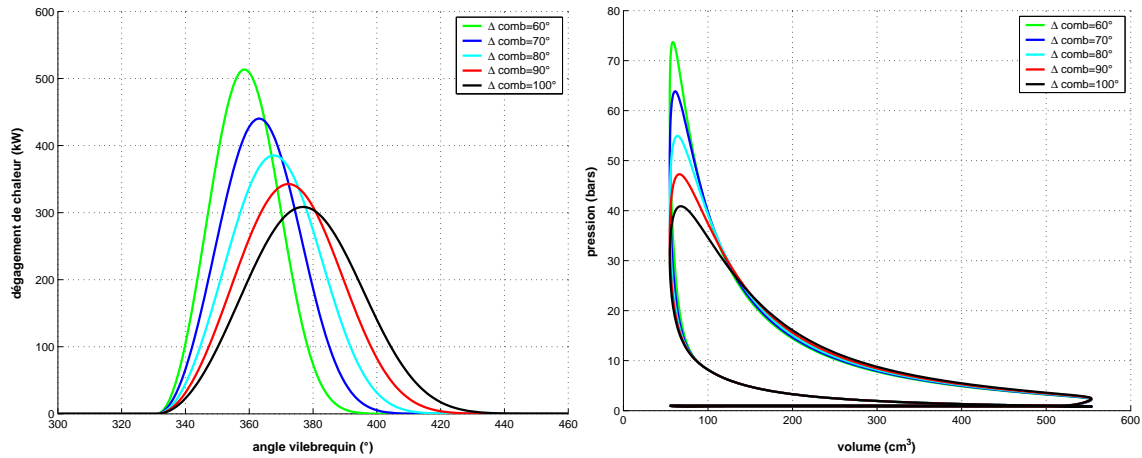 600
500
400
300
200
100
0
300
320
340
360
380
400
420
440
460
dégagement de chaleur (kW)
angle vilebrequin (°)
Δ comb=60°
Δ comb=70°
Δ comb=80°
Δ comb=90°
Δ comb=100°
80
70
60
50
40
30
20
10
0
0
100
200
300
400
500
600
pression (bars)
volume (cm³)
Δ comb=60°
Δ comb=70°
Δ comb=80°
Δ comb=90°
Δ comb=100°